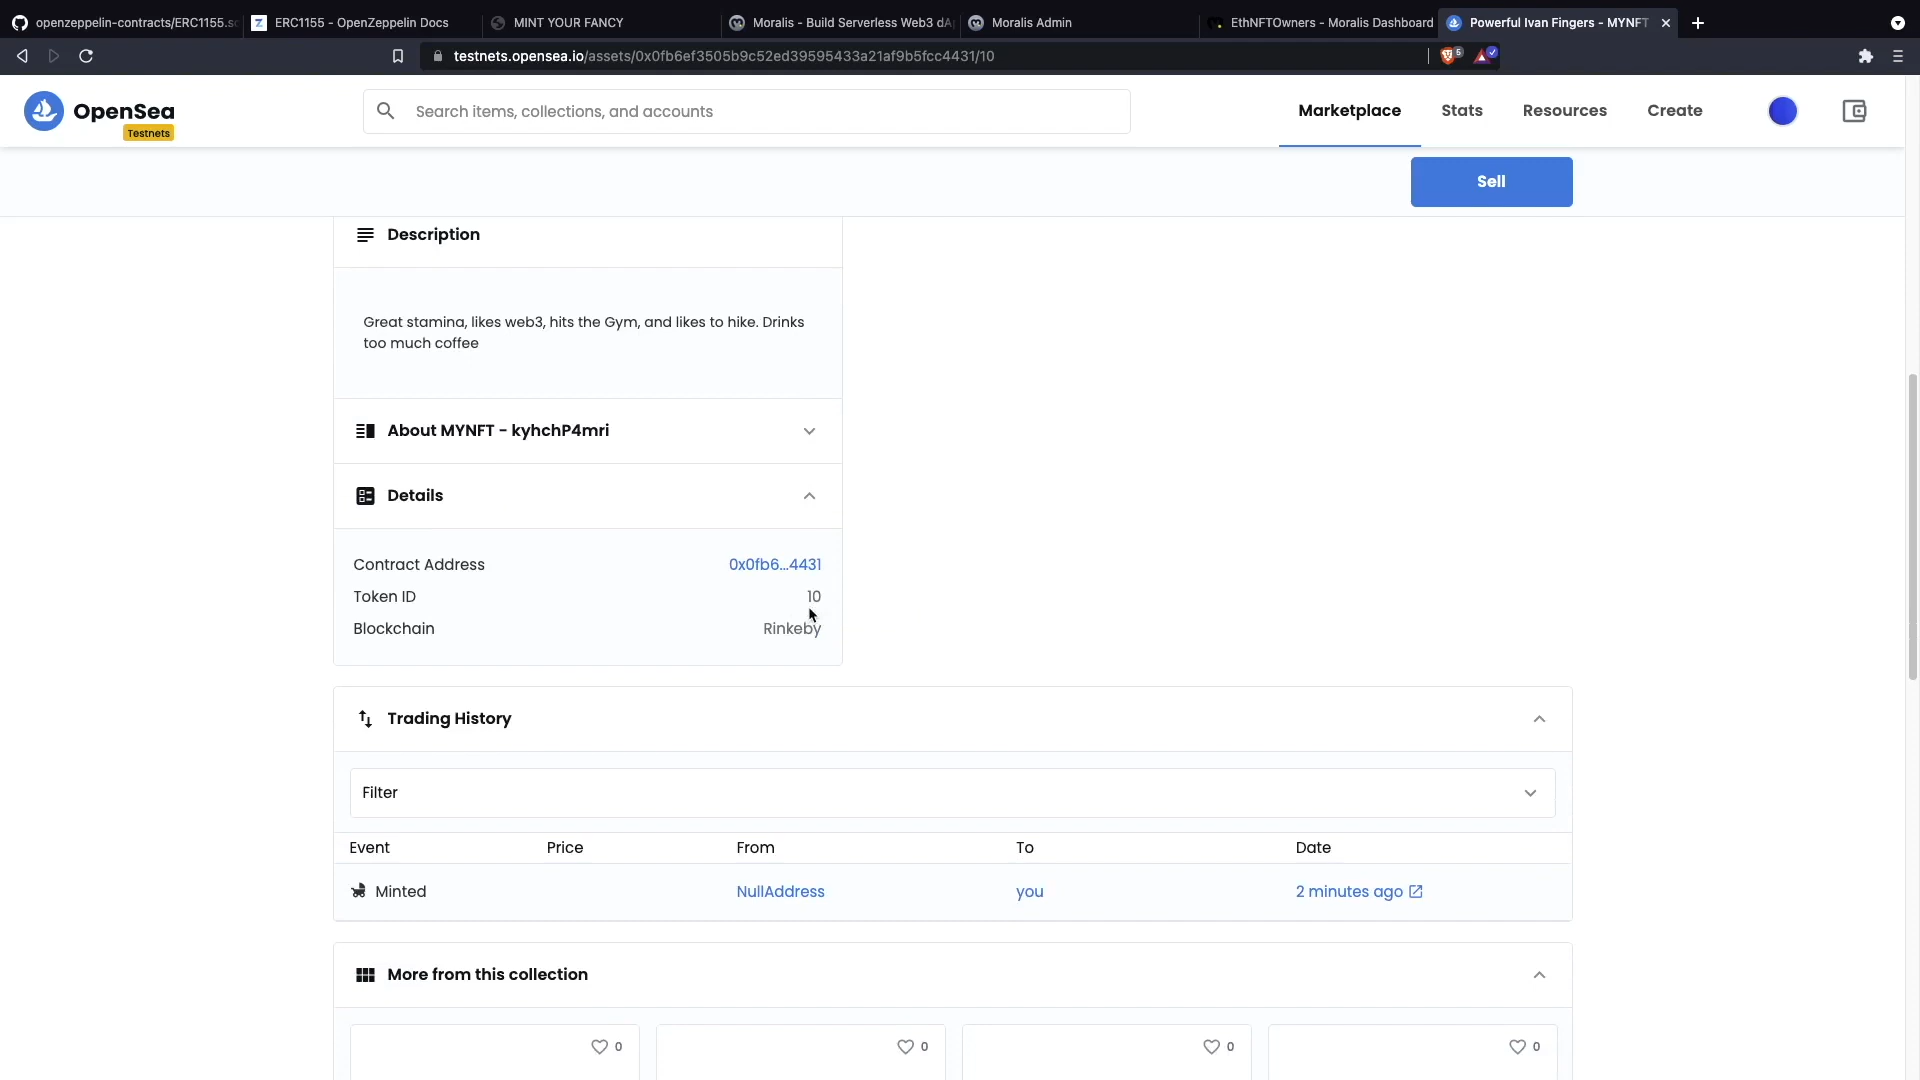 openzeppelin-contracts/ERC1155.sc
ERC1155 - OpenZeppelin Docs
MINT YOUR FANCY
Moralis - Build Serverless Web3 dA
Moralis Admin
EthNFTOwners - Moralis Dashboard
Powerful Ivan Fingers - MYNFT
testnets.opensea.io/assets/0x0fb6ef3505b9c52ed39595433a21af9b5fcc4431/10
5
OpenSea
Testnets
Search items, collections, and accounts
Marketplace
Stats
Resources
Create
Sell
Description
Great stamina, likes web3, hits the Gym, and likes to hike. Drinks
too much coffee
About MYNFT - kyhchP4mri
Details
Contract Address
0x0fb6...4431
Token ID
10
Blockchain
Rinkeby
Trading History
Filter
Event
Price
From
To
Date
Minted
NullAddress
you
2 minutes ago
More from this collection
0
0
0
0